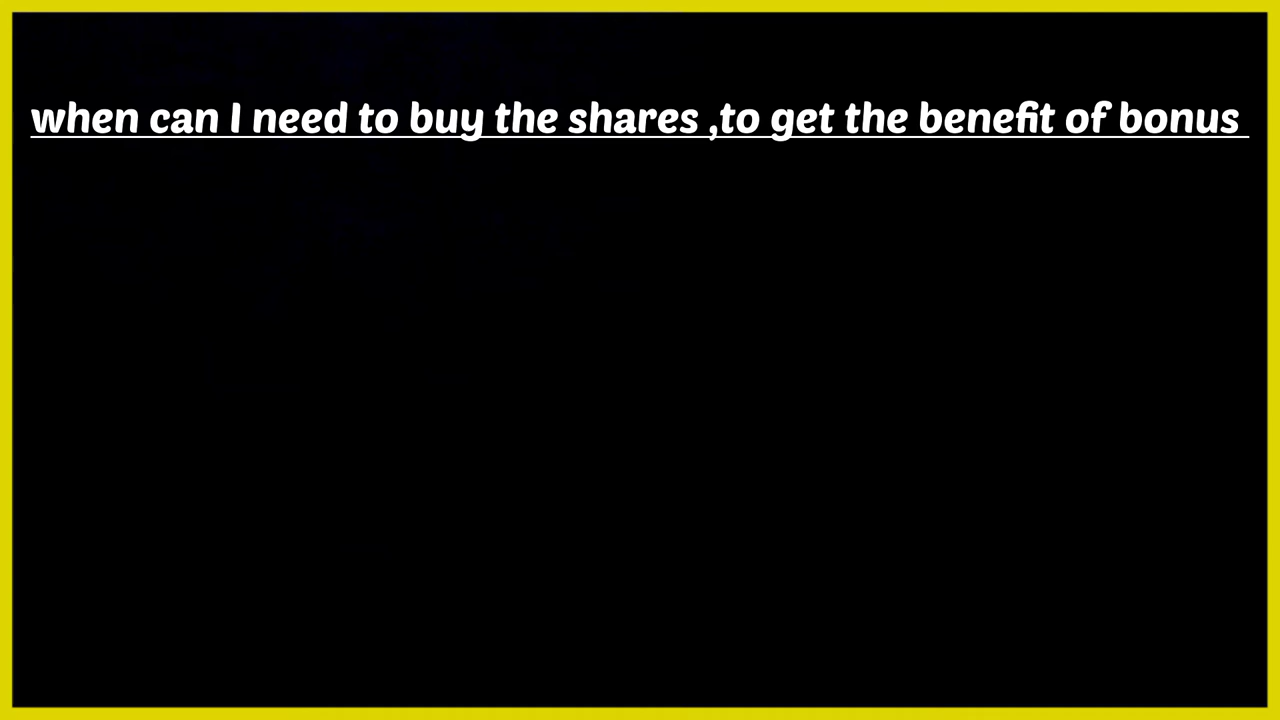 when can I need to buy the shares ,to get the benefit of bonus